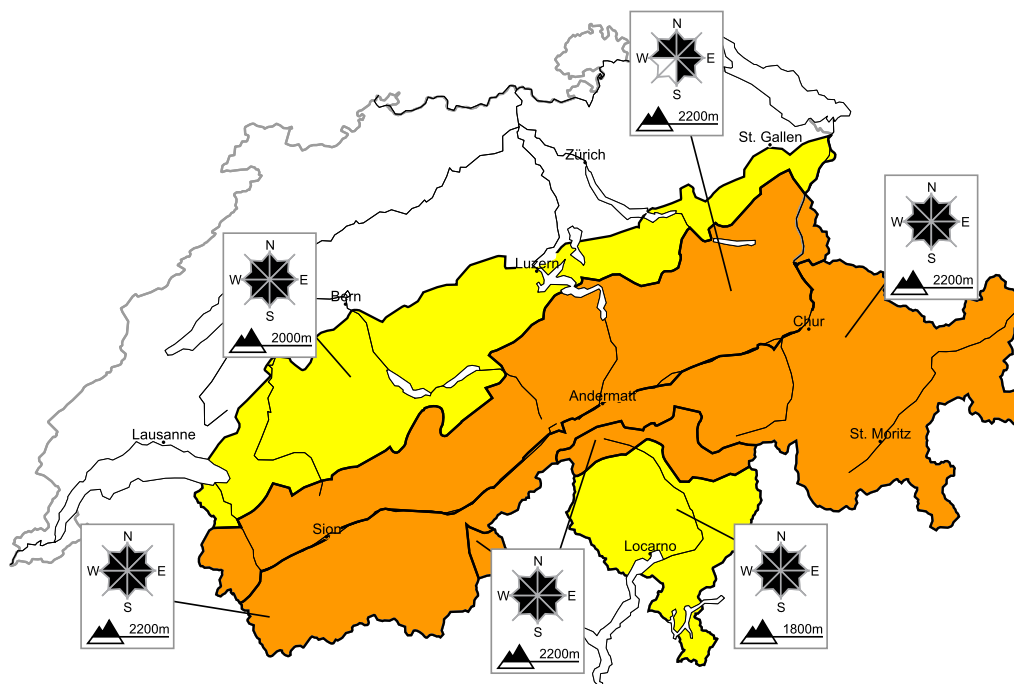 N
W E
S
2200m
St. Gallen
Zürich
N
W E
S
2200m
N
W E
S
2000m
Luzern
Bern
Chur
Andermatt
Lausanne
St. Moritz
Sion
Locarno
N
W E
S
2200m
N
W E
S
2200m
N
W E
S
1800m